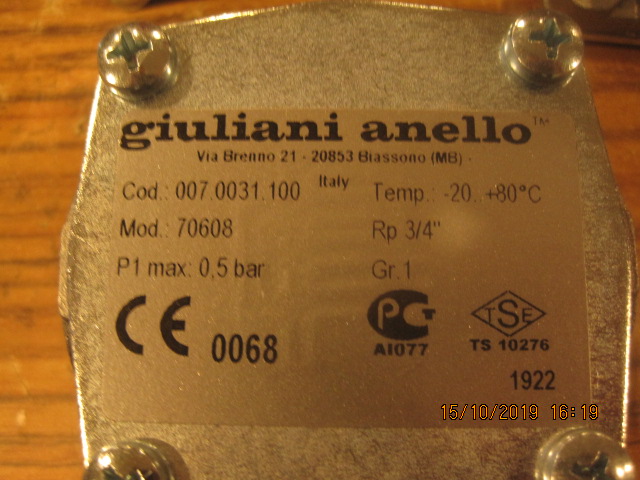 giuliani anello™
Via Brenno 21 - 20853 Biassono (MB) -
Italy
Cod.: 007.0031.100
Temp.: -20..+80°C
Mod.: 70608
Rp 3/4"
P1 max: 0,5 bar
Gr.1
CE 0068
PCT
AI077
TSE
TS 10276
1922
15/10/2019 16:19